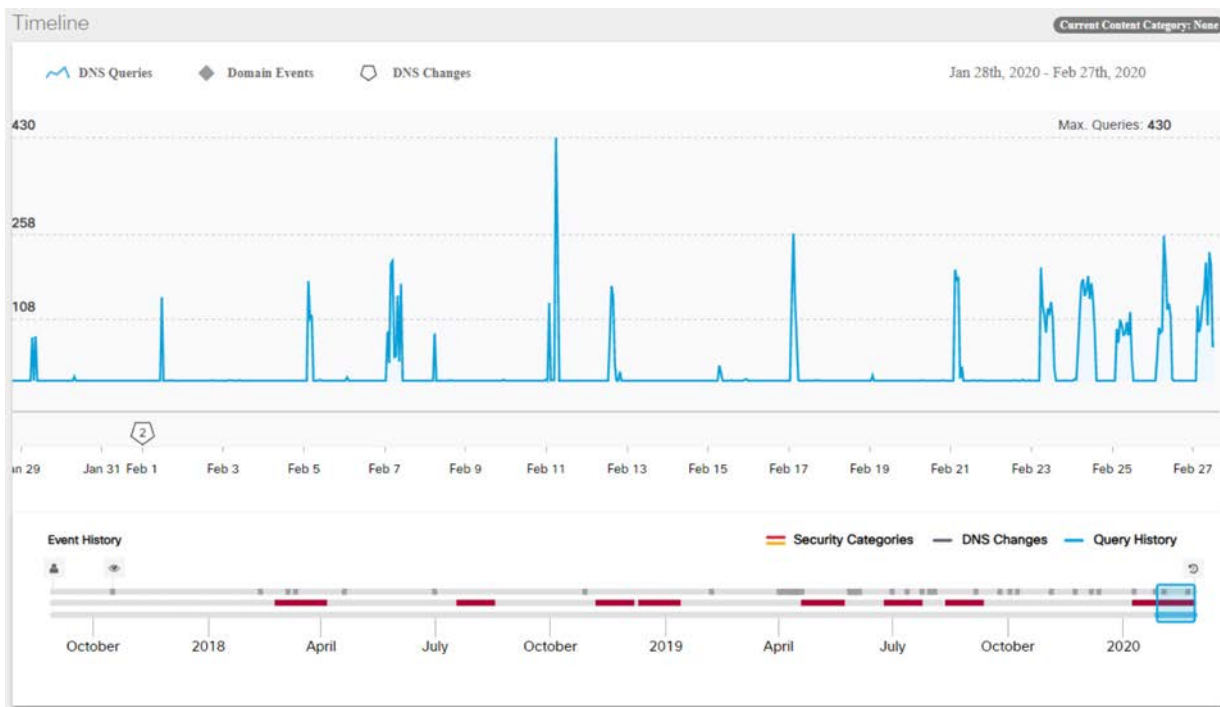 Timeline
Current Content Category: None
DNS Queries Domain Events DNS Changes Jan 28th, 2020 - Feb 27th, 2020
430 Max. Queries: 430
258
108
2
an 29 Jan 31 Feb 1 Feb 3 Feb 5 Feb 7 Feb 9 Feb 11 Feb 13 Feb 15 Feb 17 Feb 19 Feb 21 Feb 23 Feb 25 Feb 27
Event History Security Categories DNS Changes Query History
October 2018 April July October 2019 April July October 2020